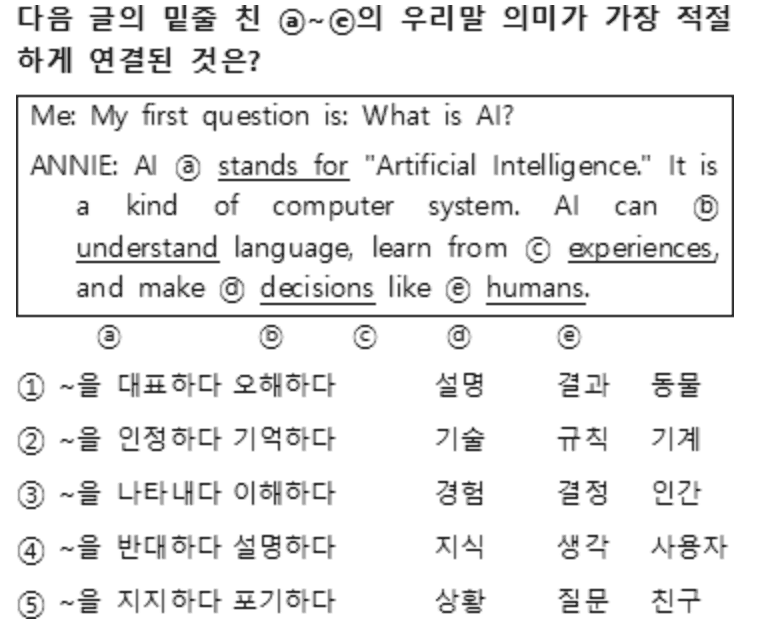 다음 글의 밑줄 친 ⓐ~ⓔ의 우리말 의미가 가장 적절
하게 연결된 것은?
Me: My first question is: What is AI?
ANNIE: AI ⓐ stands for "Artificial Intelligence." It is
a kind of computer system. AI can ⓑ
understand language, learn from ⓒ experiences,
and make ⓓ decisions like ⓔ humans.
ⓐ ⓑ ⓒ ⓓ ⓔ
① ~을 대표하다 오해하다 설명 결과 동물
② ~을 인정하다 기억하다 기술 규칙 기계
③ ~을 나타내다 이해하다 경험 결정 인간
④ ~을 반대하다 설명하다 지식 생각 사용자
⑤ ~을 지지하다 포기하다 상황 질문 친구